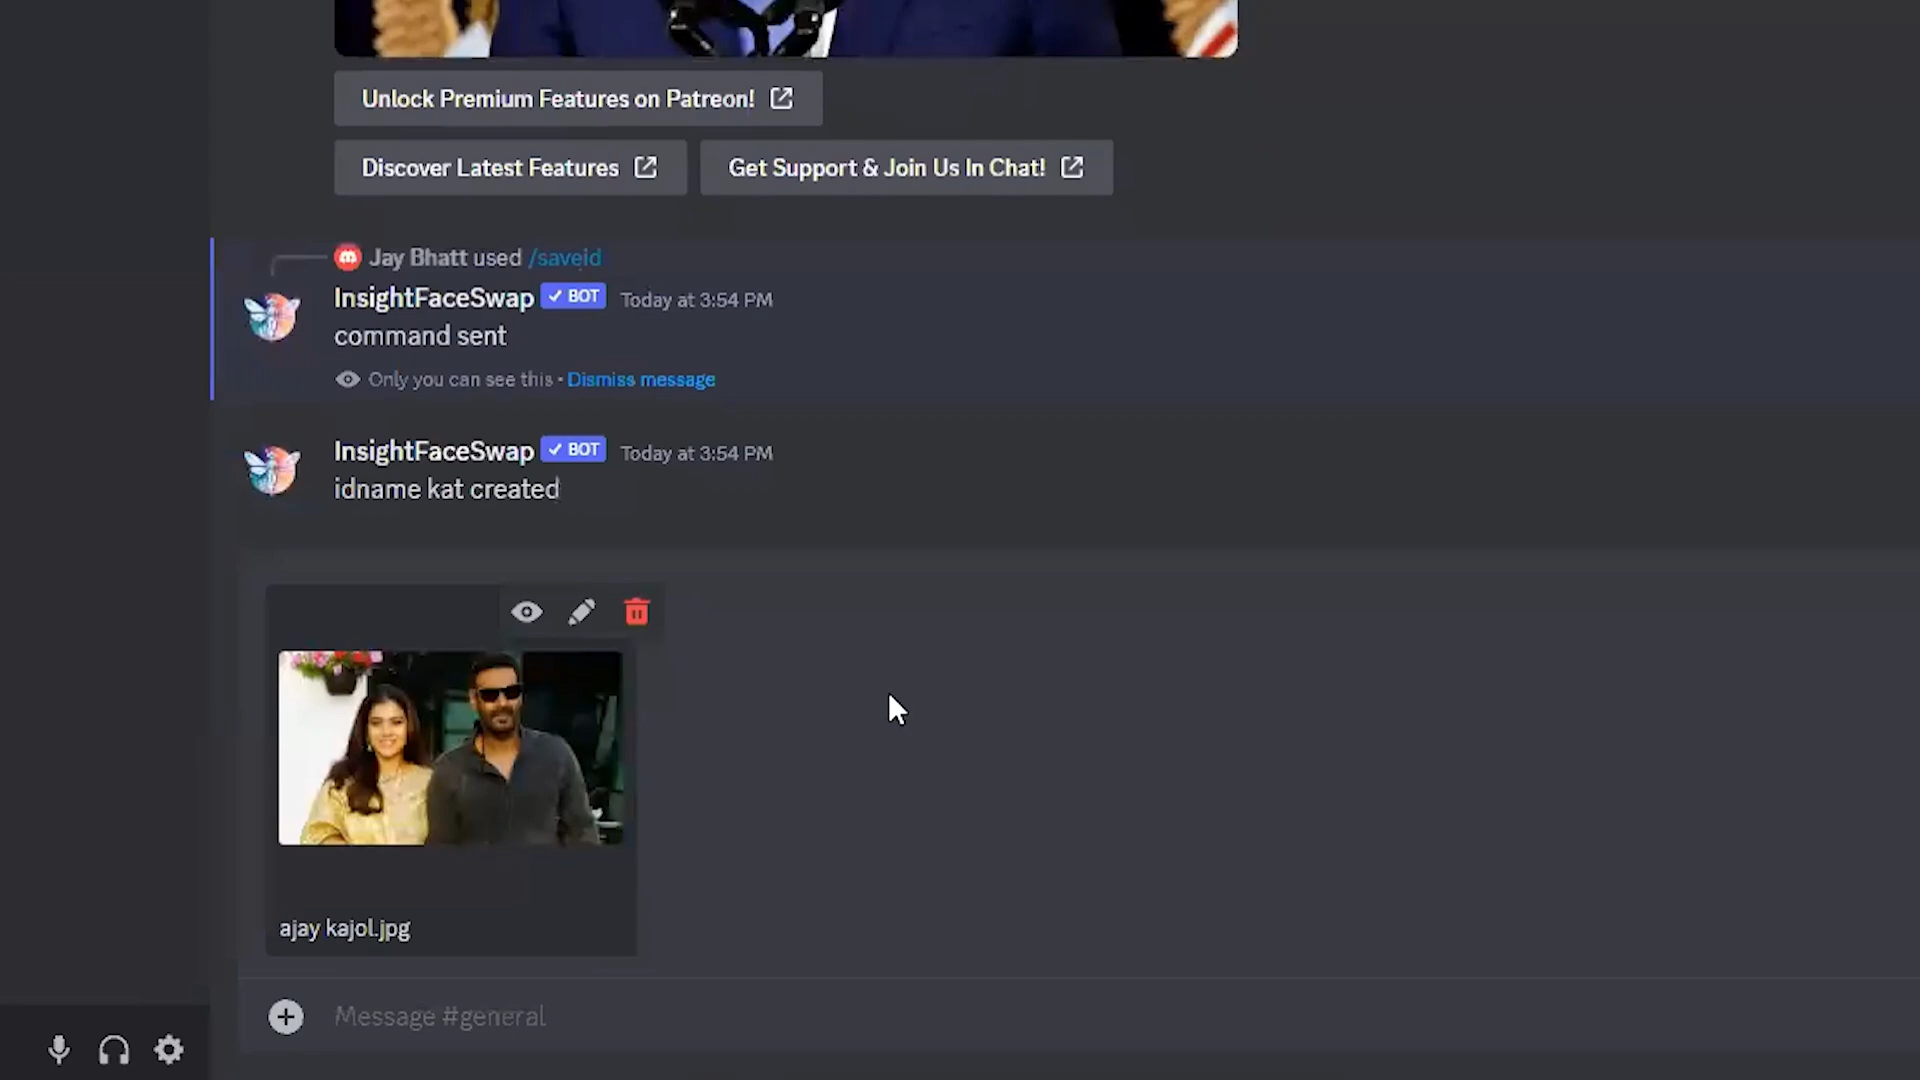 Unlock Premium Features on Patreon!
Discover Latest Features
Get Support & Join Us In Chat!
Jay Bhatt used /saveid
InsightFaceSwap ✓ BOT Today at 3:54 PM
command sent
Only you can see this • Dismiss message
InsightFaceSwap ✓ BOT Today at 3:54 PM
idname kat created
ajay kajol.jpg
Message #general